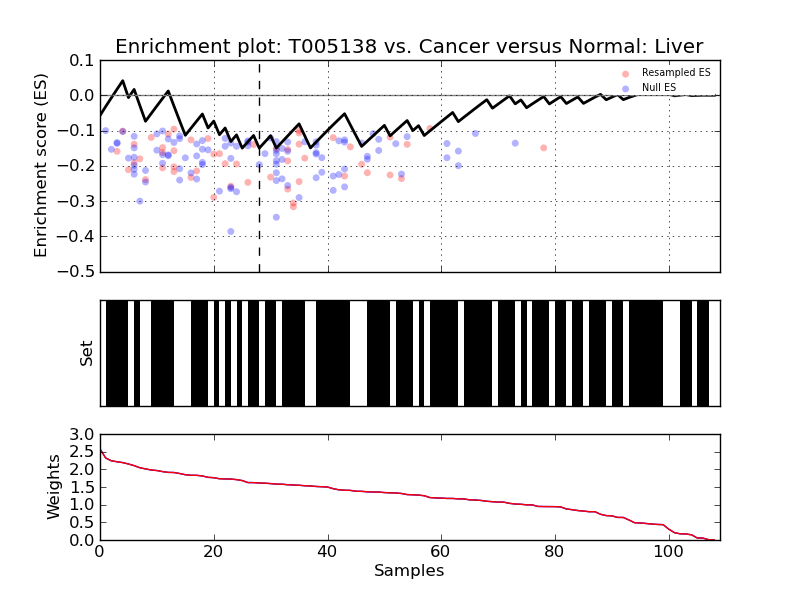 Enrichment plot: T005138 vs. Cancer versus Normal: Liver
Enrichment score (ES)
0.1
0.0
−0.1
−0.2
−0.3
−0.4
−0.5
Resampled ES
Null ES
Set
Weights
3.0
2.5
2.0
1.5
1.0
0.5
0.0
0 20 40 60 80 100
Samples